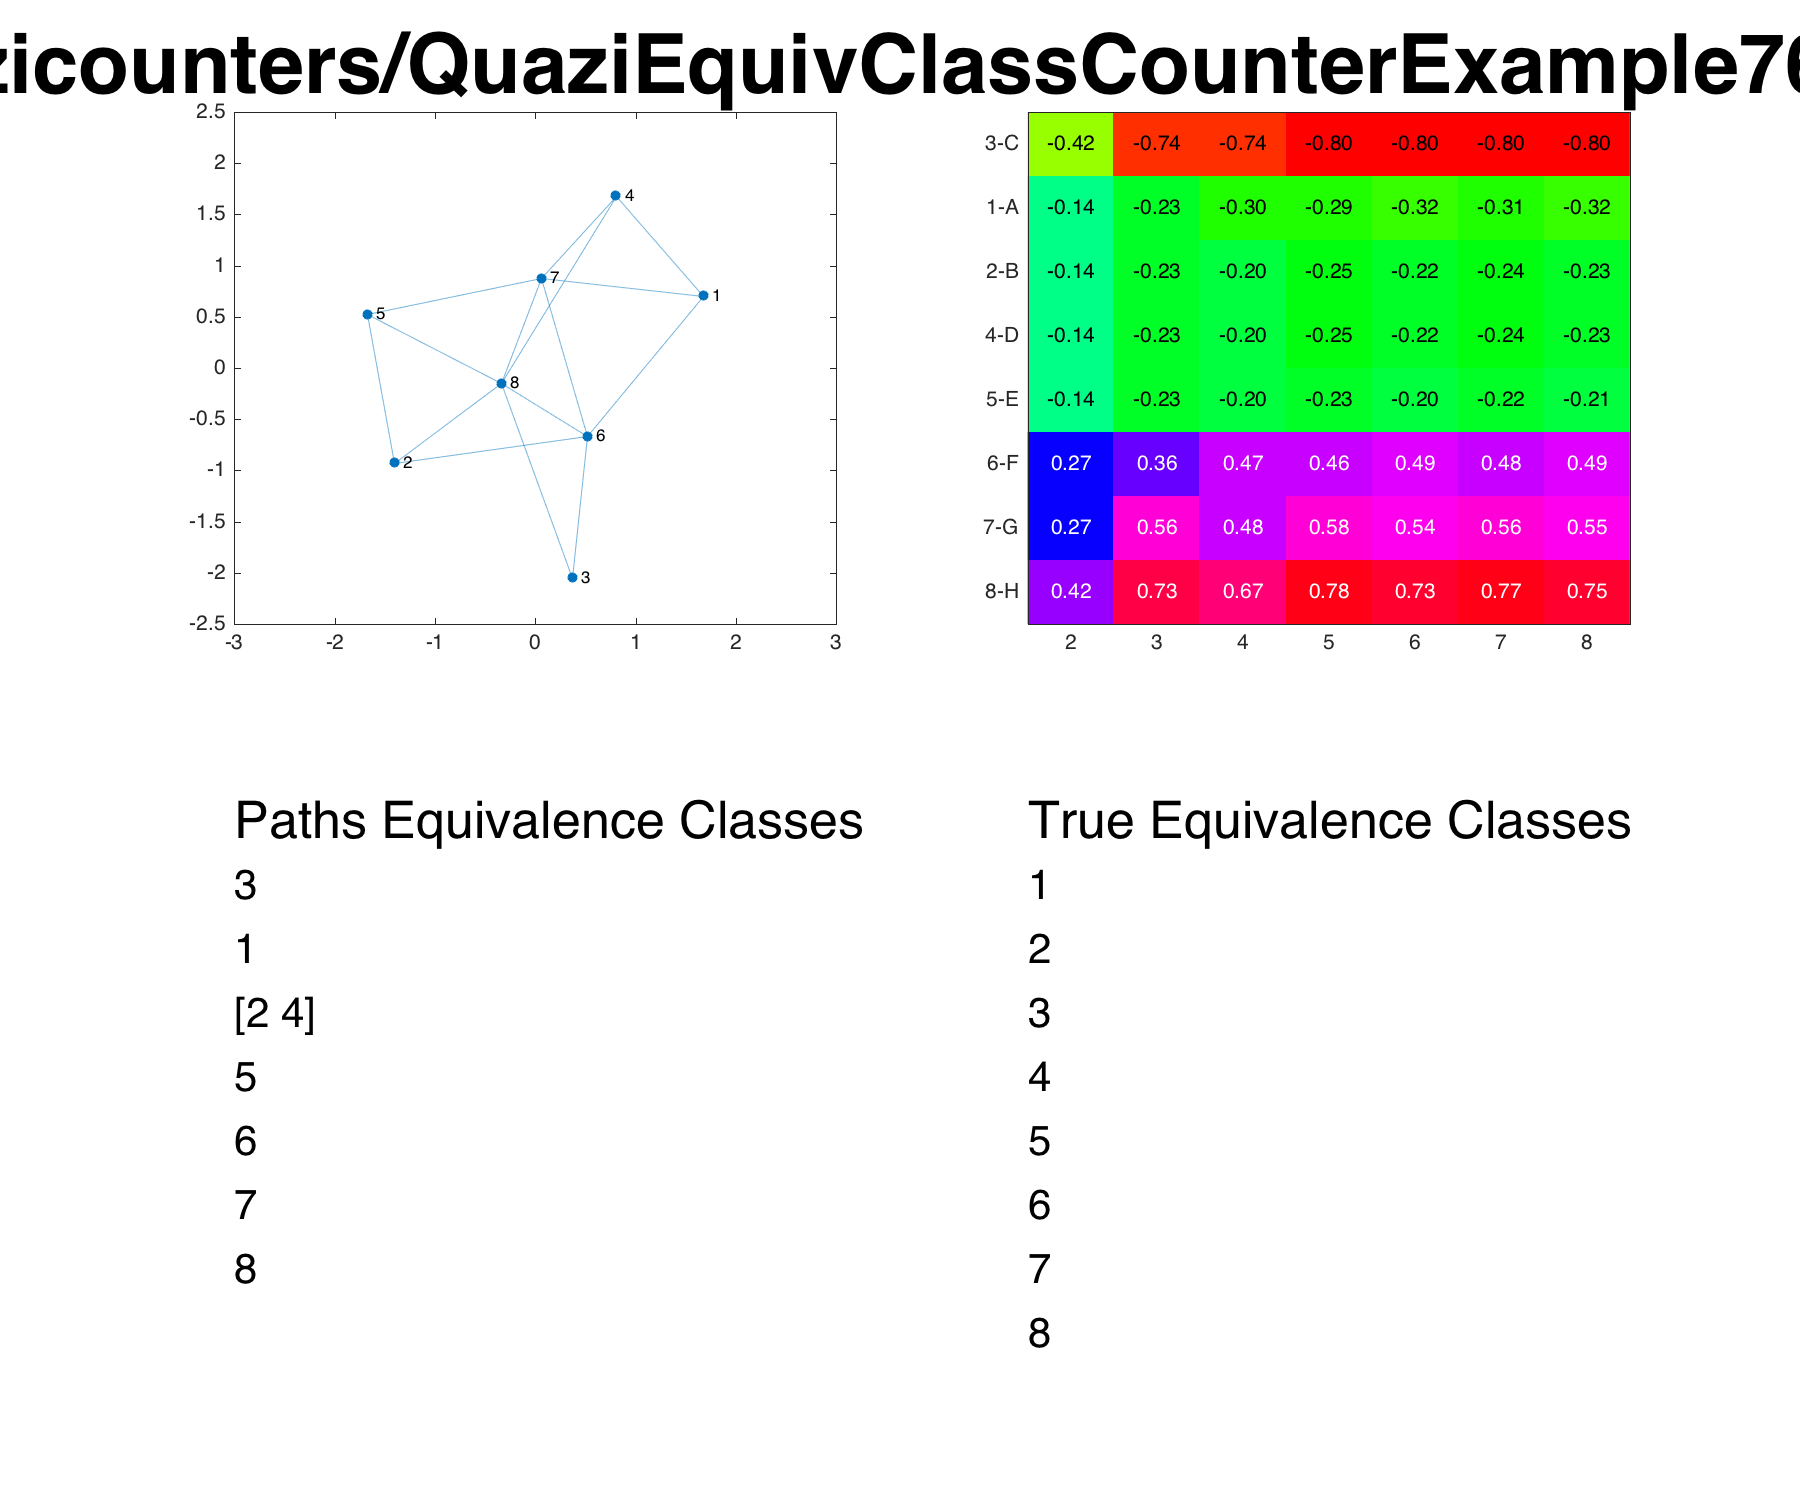 zicounters/QuaziEquivClassCounterExample76
2.5
2
1.5
1
0.5
0
-0.5
-1
-1.5
-2
-2.5
-3 -2 -1 0 1 2 3
4
7
1
5
8
6
2
3
3-C -0.42 -0.74 -0.74 -0.80 -0.80 -0.80 -0.80
1-A -0.14 -0.23 -0.30 -0.29 -0.32 -0.31 -0.32
2-B -0.14 -0.23 -0.20 -0.25 -0.22 -0.24 -0.23
4-D -0.14 -0.23 -0.20 -0.25 -0.22 -0.24 -0.23
5-E -0.14 -0.23 -0.20 -0.23 -0.20 -0.22 -0.21
6-F 0.27 0.36 0.47 0.46 0.49 0.48 0.49
7-G 0.27 0.56 0.48 0.58 0.54 0.56 0.55
8-H 0.42 0.73 0.67 0.78 0.73 0.77 0.75
2 3 4 5 6 7 8
Paths Equivalence Classes
3
1
[2 4]
5
6
7
8
True Equivalence Classes
1
2
3
4
5
6
7
8